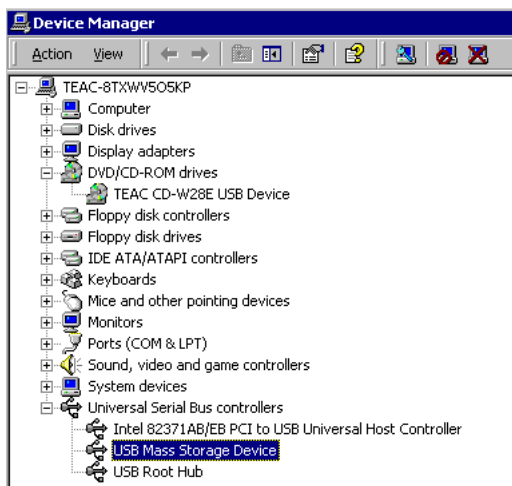 Device Manager
Action View
TEAC-8TXWV5O5KP
Computer
Disk drives
Display adapters
DVD/CD-ROM drives
TEAC CD-W28E USB Device
Floppy disk controllers
Floppy disk drives
IDE ATA/ATAPI controllers
Keyboards
Mice and other pointing devices
Monitors
Ports (COM & LPT)
Sound, video and game controllers
System devices
Universal Serial Bus controllers
Intel 82371AB/EB PCI to USB Universal Host Controller
USB Mass Storage Device
USB Root Hub